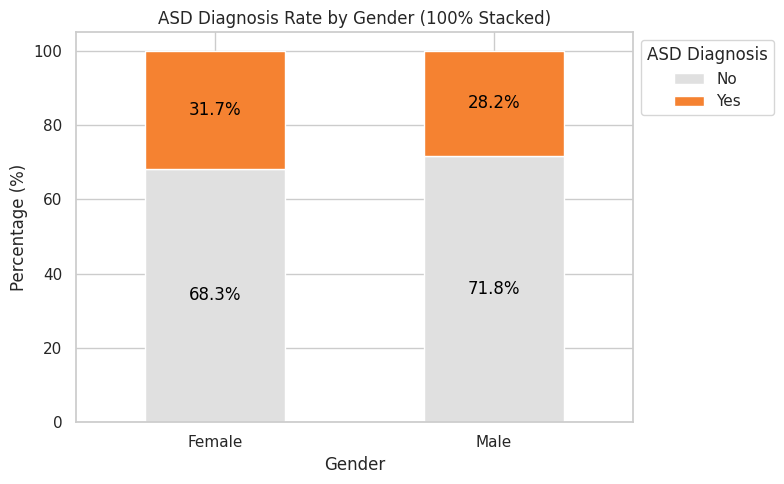 ASD Diagnosis Rate by Gender (100% Stacked)
100
80
60
40
20
0
Percentage (%)
31.7%
28.2%
68.3%
71.8%
Female
Male
Gender
ASD Diagnosis
No
Yes